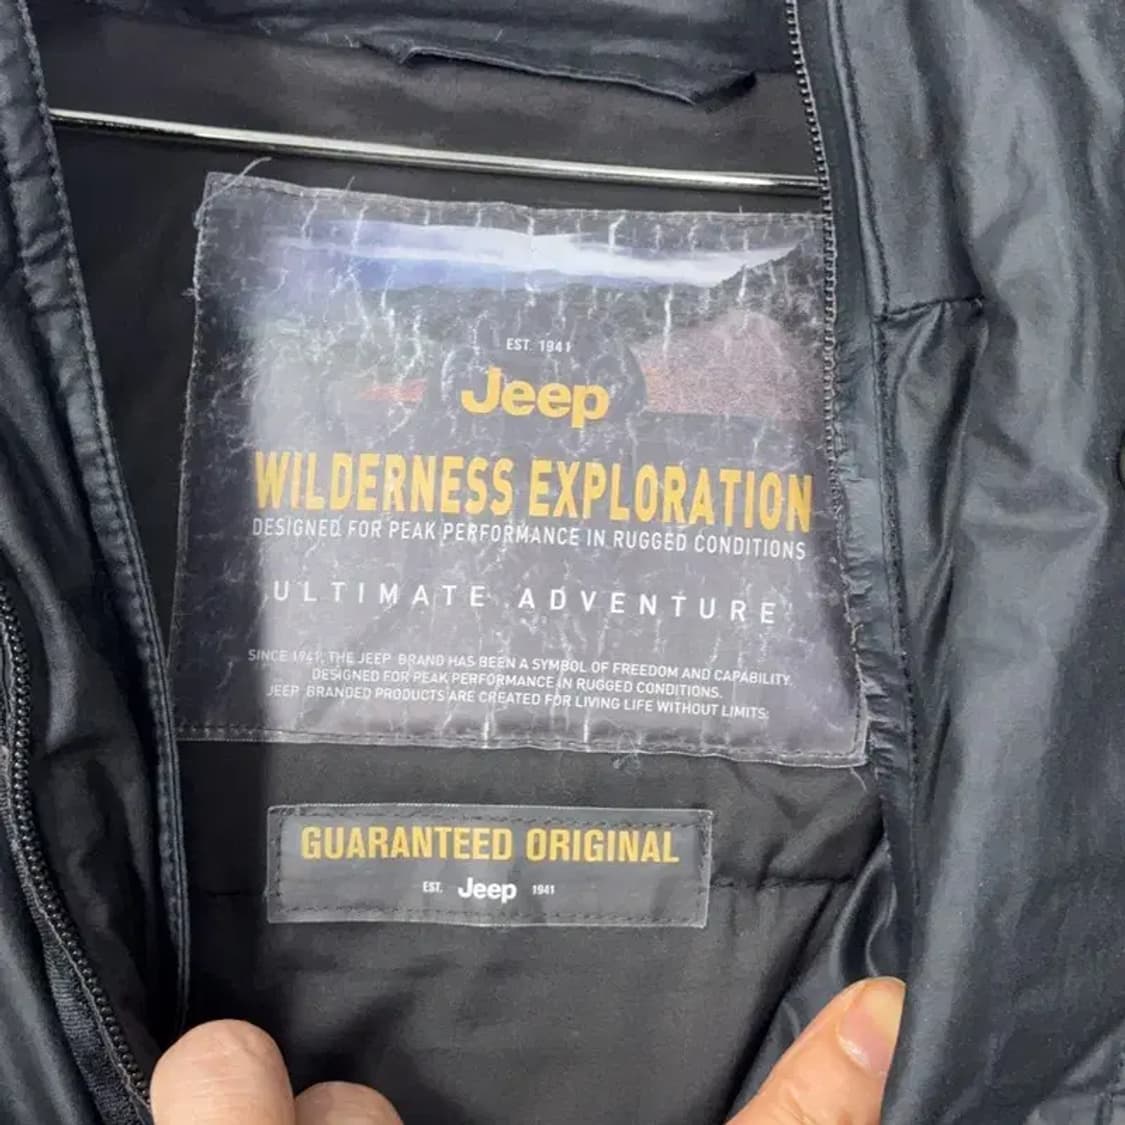 EST. 1941
Jeep
WILDERNESS EXPLORATION
DESIGNED FOR PEAK PERFORMANCE IN RUGGED CONDITIONS
ULTIMATE ADVENTURE
SINCE 1941, THE JEEP BRAND HAS BEEN A SYMBOL OF FREEDOM AND CAPABILITY.
DESIGNED FOR PEAK PERFORMANCE IN RUGGED CONDITIONS.
JEEP BRANDED PRODUCTS ARE CREATED FOR LIVING LIFE WITHOUT LIMITS.
GUARANTEED ORIGINAL
EST. Jeep 1941